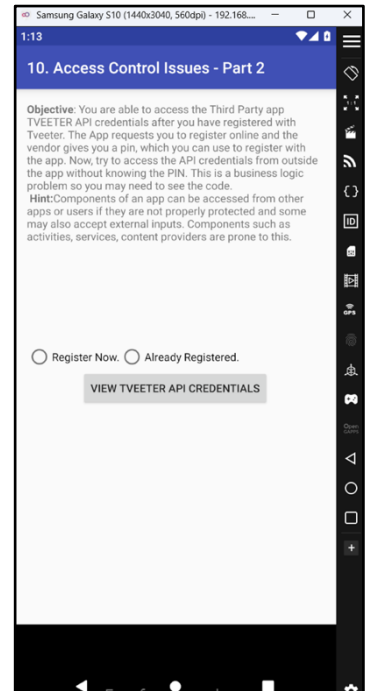 Samsung Galaxy S10 (1440x3040, 560dpi) - 192.168....
1:13
10. Access Control Issues - Part 2
Objective: You are able to access the Third Party app
TVEETER API credentials after you have registered with
Tveeter. The App requests you to register online and the
vendor gives you a pin, which you can use to register with
the app. Now, try to access the API credentials from outside
the app without knowing the PIN. This is a business logic
problem so you may need to see the code.
Hint:Components of an app can be accessed from other
apps or users if they are not properly protected and some
may also accept external inputs. Components such as
activities, services, content providers are prone to this.
Register Now. Already Registered.
VIEW TVEETER API CREDENTIALS
1:1
ID
GPS
Open
GAPPS